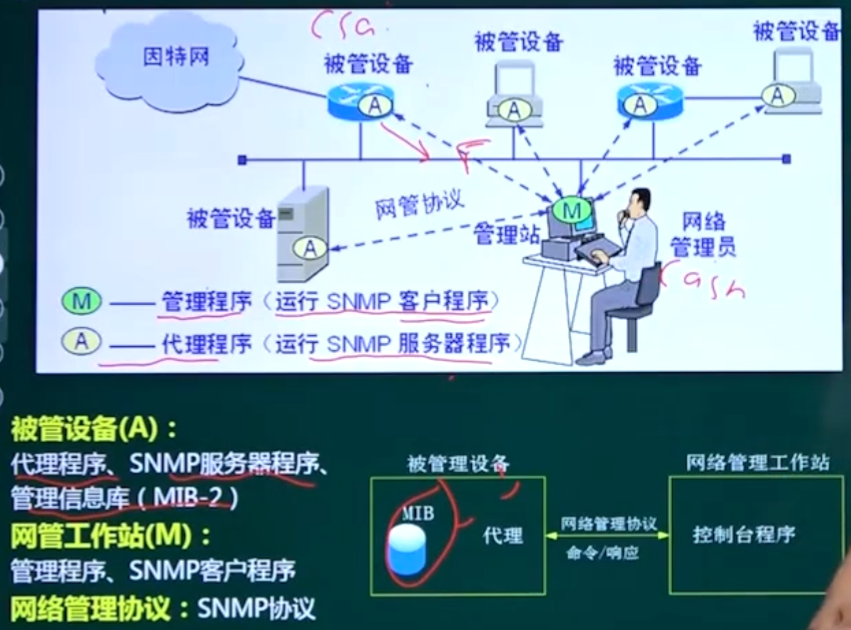 csa
因特网
被管设备
被管设备
被管设备
被管设备
A
A
A
A
被管设备
A
网管协议
管理站
M
网络
管理员
M —— 管理程序（运行 SNMP 客户程序）
A —— 代理程序（运行 SNMP 服务器程序）
被管设备(A)：
代理程序、SNMP服务器程序、
管理信息库（MIB-2）
网管工作站(M)：
管理程序、SNMP客户程序
网络管理协议：SNMP协议
被管理设备
MIB
代理
网络管理协议
命令/响应
网络管理工作站
控制台程序